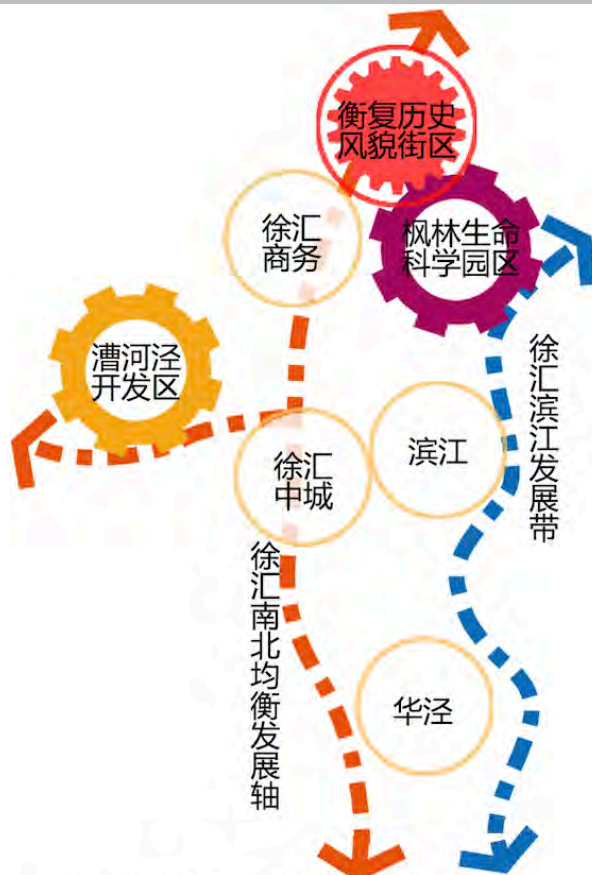 衡复历史
风貌街区
徐汇
商务
枫林生命
科学园区
漕河泾
开发区
徐汇
中城
滨江
徐汇滨江发展带
徐汇南北均衡发展轴
华泾